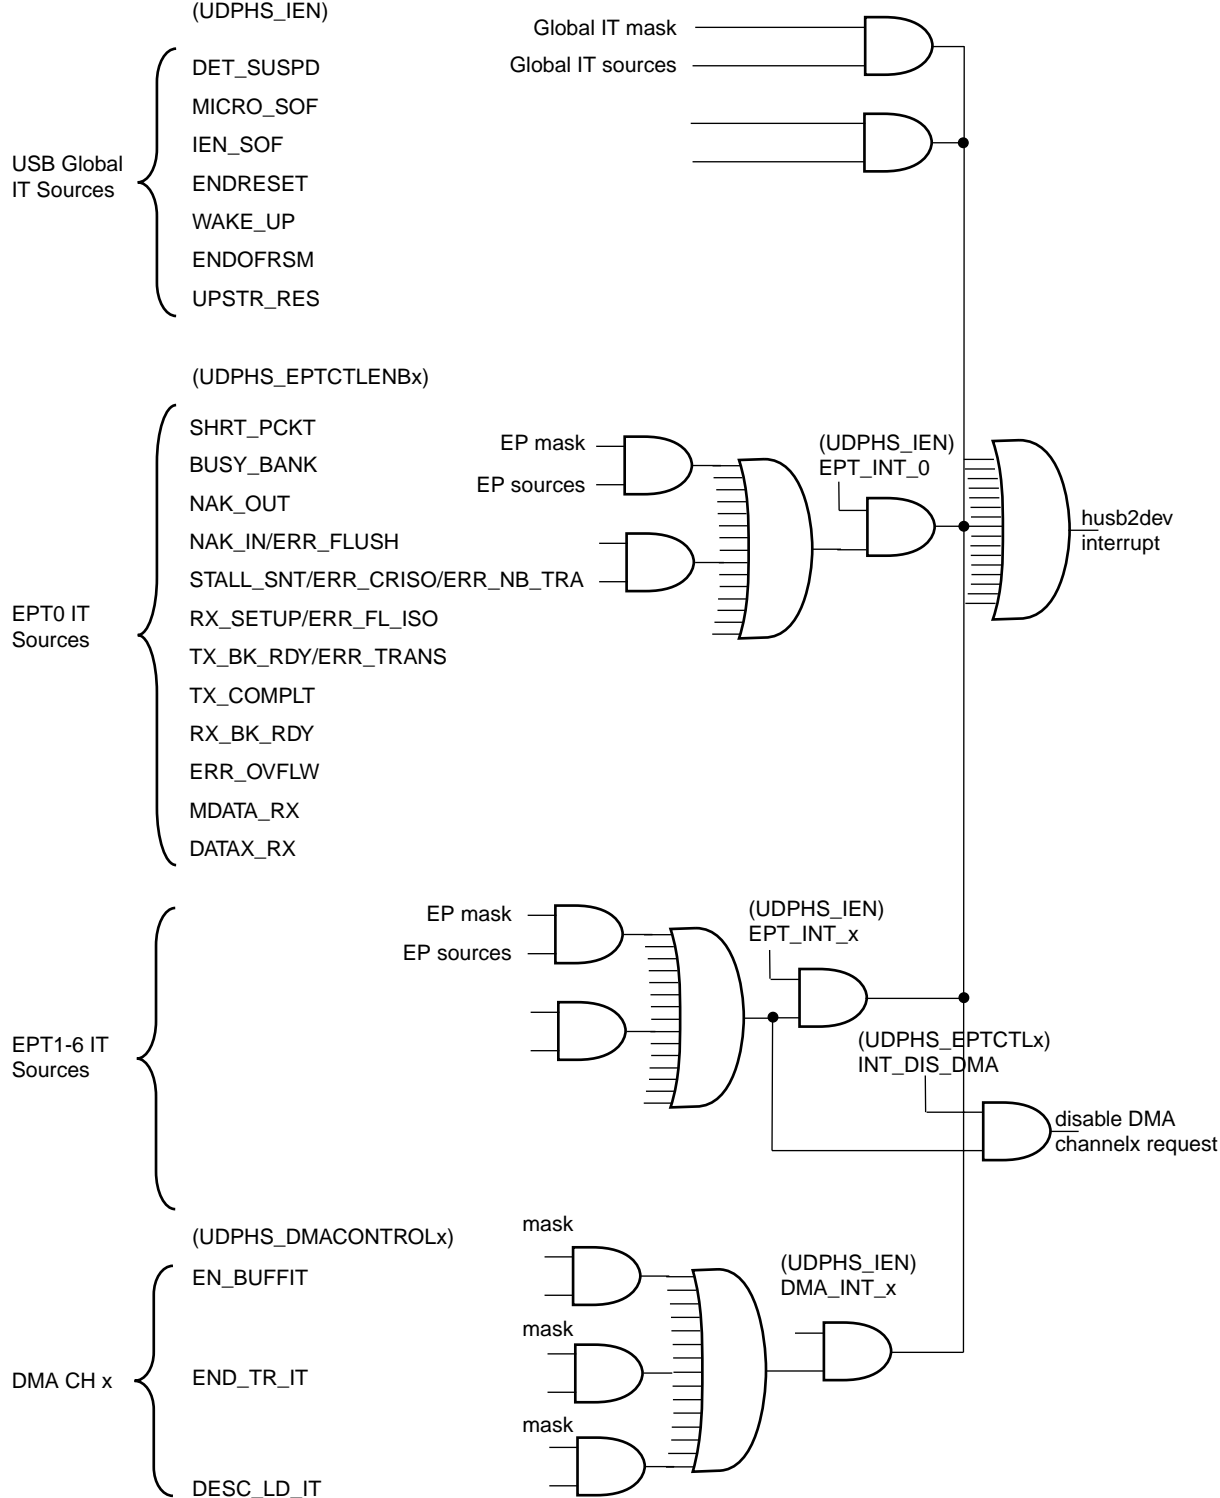 (UDPHS_IEN)
Global IT mask
Global IT sources
DET_SUSPD
MICRO_SOF
IEN_SOF
USB Global
IT Sources
ENDRESET
WAKE_UP
ENDOFRSM
UPSTR_RES
(UDPHS_EPTCTLENBx)
SHRT_PCKT
BUSY_BANK
NAK_OUT
NAK_IN/ERR_FLUSH
STALL_SNT/ERR_CRISO/ERR_NB_TRA
EPT0 IT
Sources
RX_SETUP/ERR_FL_ISO
TX_BK_RDY/ERR_TRANS
TX_COMPLT
RX_BK_RDY
ERR_OVFLW
MDATA_RX
DATAX_RX
EP mask
EP sources
(UDPHS_IEN)
EPT_INT_0
husb2dev
interrupt
EP mask
EP sources
(UDPHS_IEN)
EPT_INT_x
EPT1-6 IT
Sources
(UDPHS_EPTCTLx)
INT_DIS_DMA
disable DMA
channelx request
(UDPHS_DMACONTROLx)
mask
EN_BUFFIT
(UDPHS_IEN)
DMA_INT_x
mask
DMA CH x
END_TR_IT
mask
DESC_LD_IT